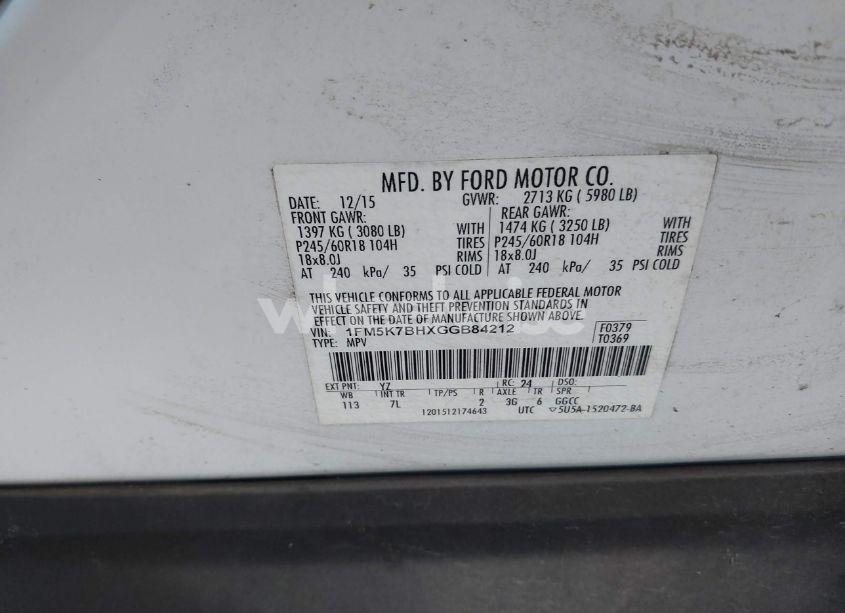 MFD. BY FORD MOTOR CO.
DATE: 12/15 GVWR: 2713 KG ( 5980 LB)
FRONT GAWR: REAR GAWR:
1397 KG ( 3080 LB) WITH 1474 KG ( 3250 LB) WITH
P245/60R18 104H TIRES P245/60R18 104H TIRES
18x8.0J RIMS 18x8.0J RIMS
AT 240 kPa/ 35 PSI COLD AT 240 kPa/ 35 PSI COLD
THIS VEHICLE CONFORMS TO ALL APPLICABLE FEDERAL MOTOR
VEHICLE SAFETY AND THEFT PREVENTION STANDARDS IN
EFFECT ON THE DATE OF MANUFACTURE SHOWN ABOVE.
VIN: 1FM5K7BHXGGB84212 F0379
TYPE: MPV T0369
EXT PNT: YZ RC: 24 DSO:
WB INT TR TP/PS R AXLE TR SPR
113 7L 2 3G 6 GGCC
1201512174643 UTC 5U5A-1520472-BA